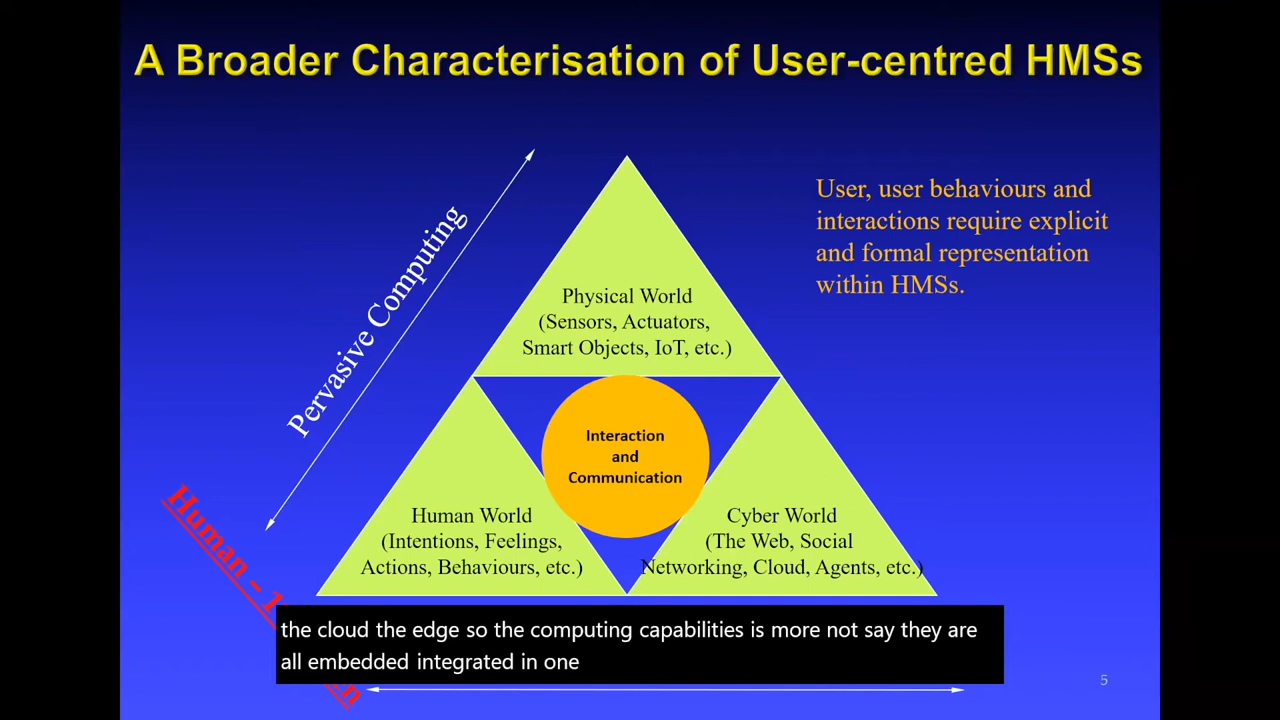 A Broader Characterisation of User-centred HMSs
User, user behaviours and
interactions require explicit
and formal representation
within HMSs.
Pervasive Computing
Physical World
(Sensors, Actuators,
Smart Objects, IoT, etc.)
Interaction
and
Communication
Human World
(Intentions, Feelings,
Actions, Behaviours, etc.)
Cyber World
(The Web, Social
Networking, Cloud, Agents, etc.)
Human –
the cloud the edge so the computing capabilities is more not say they are
all embedded integrated in one
5